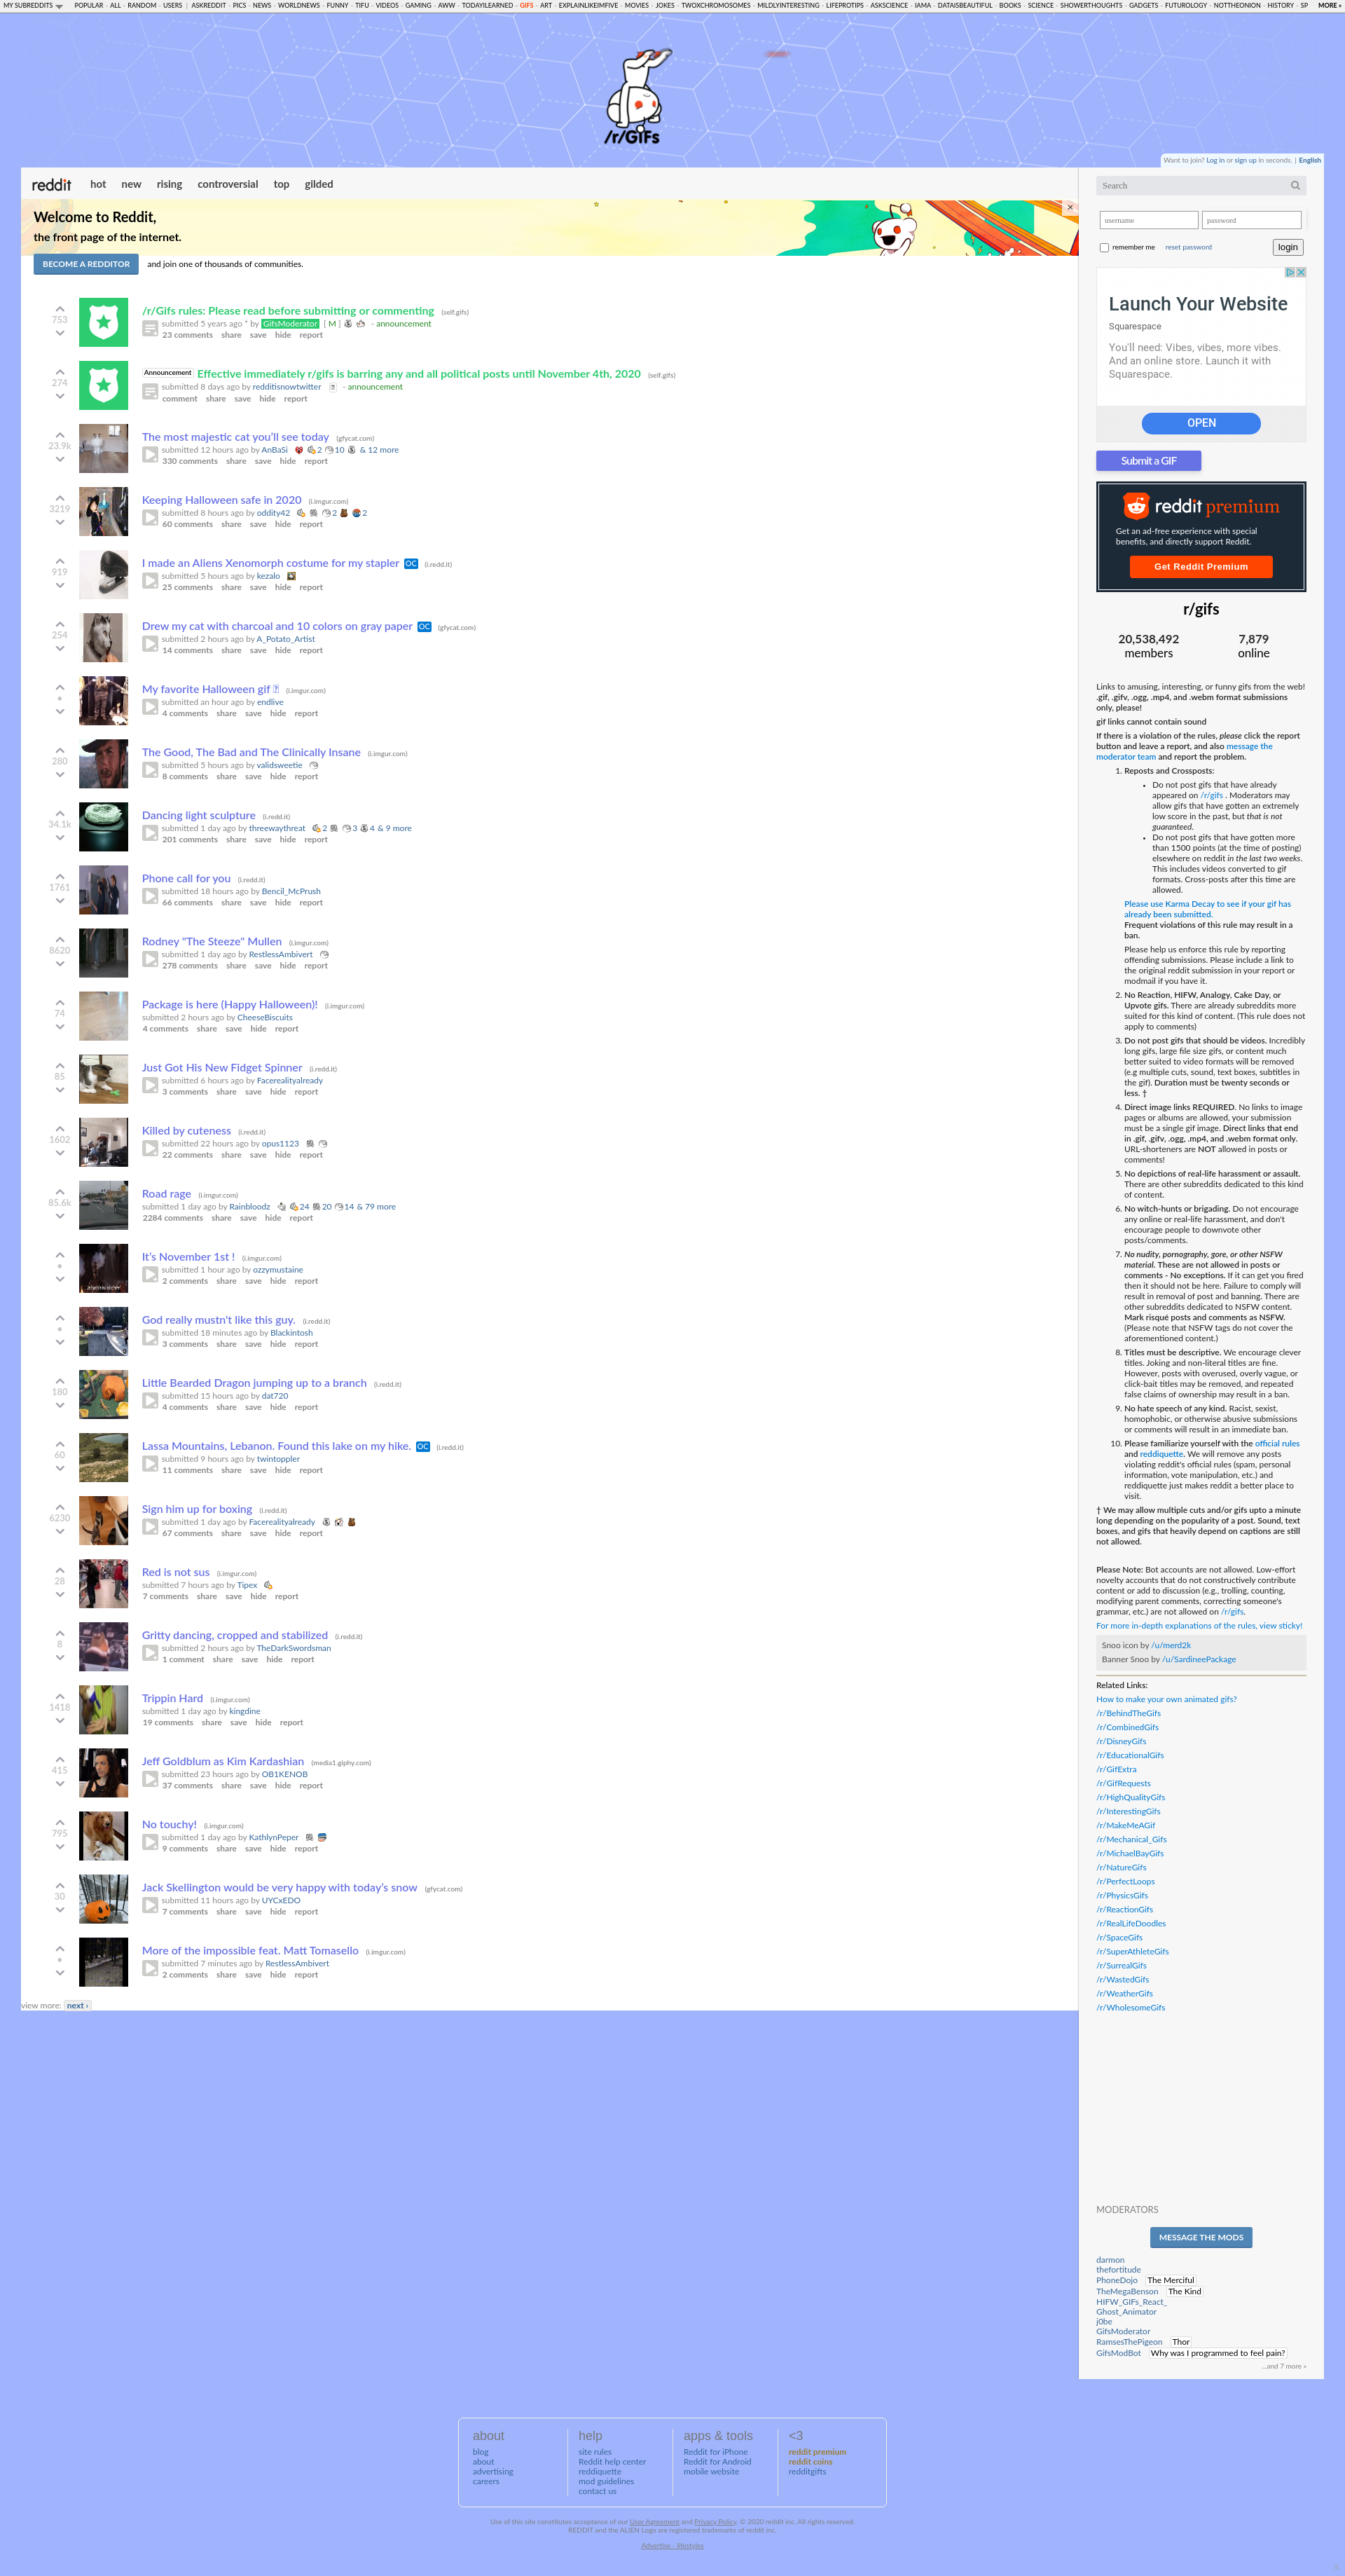 MY SUBREDDITS POPULAR - ALL - RANDOM - USERS | ASKREDDIT - PICS - NEWS - WORLDNEWS - FUNNY - TIFU - VIDEOS - GAMING - AWW - TODAYILEARNED - GIFS - ART - EXPLAINLIKEIMFIVE - MOVIES - JOKES - TWOXCHROMOSOMES - MILDLYINTERESTING - LIFEPROTIPS - ASKSCIENCE - IAMA - DATAISBEAUTIFUL - BOOKS - SCIENCE - SHOWERTHOUGHTS - GADGETS - FUTUROLOGY - NOTTHEONION - HISTORY - SP MORE »
/r/GIFs
Want to join? Log in or sign up in seconds. | English
reddit hot new rising controversial top gilded
Welcome to Reddit,
the front page of the internet.
BECOME A REDDITOR and join one of thousands of communities.
/r/Gifs rules: Please read before submitting or commenting (self.gifs)
753 submitted 5 years ago * by GifsModerator [ M ] - announcement
23 comments share save hide report
Announcement Effective immediately r/gifs is barring any and all political posts until November 4th, 2020 (self.gifs)
274 submitted 8 days ago by redditisnowtwitter - announcement
comment share save hide report
The most majestic cat you'll see today (gfycat.com)
23.9k submitted 12 hours ago by AnBaSi 2 10 & 12 more
330 comments share save hide report
Keeping Halloween safe in 2020 (i.imgur.com)
3219 submitted 8 hours ago by oddity42 2 2
60 comments share save hide report
I made an Aliens Xenomorph costume for my stapler OC (i.redd.it)
919 submitted 5 hours ago by kezalo
25 comments share save hide report
Drew my cat with charcoal and 10 colors on gray paper OC (gfycat.com)
254 submitted 2 hours ago by A_Potato_Artist
14 comments share save hide report
My favorite Halloween gif (i.imgur.com)
• submitted an hour ago by endlive
4 comments share save hide report
The Good, The Bad and The Clinically Insane (i.imgur.com)
280 submitted 5 hours ago by validsweetie
8 comments share save hide report
Dancing light sculpture (i.redd.it)
34.1k submitted 1 day ago by threewaythreat 2 3 4 & 9 more
201 comments share save hide report
Phone call for you (i.redd.it)
1761 submitted 18 hours ago by Bencil_McPrush
66 comments share save hide report
Rodney "The Steeze" Mullen (i.imgur.com)
8620 submitted 1 day ago by RestlessAmbivert
278 comments share save hide report
Package is here (Happy Halloween)! (i.imgur.com)
74 submitted 2 hours ago by CheeseBiscuits
4 comments share save hide report
Just Got His New Fidget Spinner (i.redd.it)
85 submitted 6 hours ago by Facerealityalready
3 comments share save hide report
Killed by cuteness (i.redd.it)
1602 submitted 22 hours ago by opus1123
22 comments share save hide report
Road rage (i.imgur.com)
85.6k submitted 1 day ago by Rainbloodz 24 20 14 & 79 more
2284 comments share save hide report
It's November 1st ! (i.imgur.com)
• submitted 1 hour ago by ozzymustaine
2 comments share save hide report
God really mustn't like this guy. (i.redd.it)
• submitted 18 minutes ago by Blackintosh
3 comments share save hide report
Little Bearded Dragon jumping up to a branch (i.redd.it)
180 submitted 15 hours ago by dat720
4 comments share save hide report
Lassa Mountains, Lebanon. Found this lake on my hike. OC (i.redd.it)
60 submitted 9 hours ago by twintoppler
11 comments share save hide report
Sign him up for boxing (i.redd.it)
6230 submitted 1 day ago by Facerealityalready
67 comments share save hide report
Red is not sus (i.imgur.com)
28 submitted 7 hours ago by Tipex
7 comments share save hide report
Gritty dancing, cropped and stabilized (i.redd.it)
8 submitted 2 hours ago by TheDarkSwordsman
1 comment share save hide report
Trippin Hard (i.imgur.com)
1418 submitted 1 day ago by kingdine
19 comments share save hide report
Jeff Goldblum as Kim Kardashian (media1.giphy.com)
415 submitted 23 hours ago by OB1KENOB
37 comments share save hide report
No touchy! (i.imgur.com)
795 submitted 1 day ago by KathlynPeper
9 comments share save hide report
Jack Skellington would be very happy with today's snow (gfycat.com)
30 submitted 11 hours ago by UYCxEDO
7 comments share save hide report
More of the impossible feat. Matt Tomasello (i.imgur.com)
• submitted 7 minutes ago by RestlessAmbivert
2 comments share save hide report
view more: next ›
Search
username password
remember me reset password login
Launch Your Website
Squarespace
You'll need: Vibes, vibes, more vibes.
And an online store. Launch it with
Squarespace.
OPEN
Submit a GIF
reddit premium
Get an ad-free experience with special
benefits, and directly support Reddit.
Get Reddit Premium
r/gifs
20,538,492 7,879
members online
Links to amusing, interesting, or funny gifs from the web!
.gif, .gifv, .ogg, .mp4, and .webm format submissions
only, please!
gif links cannot contain sound
If there is a violation of the rules, please click the report
button and leave a report, and also message the
moderator team and report the problem.
1. Reposts and Crossposts:
• Do not post gifs that have already
appeared on /r/gifs . Moderators may
allow gifs that have gotten an extremely
low score in the past, but that is not
guaranteed.
• Do not post gifs that have gotten more
than 1500 points (at the time of posting)
elsewhere on reddit in the last two weeks.
This includes videos converted to gif
formats. Cross-posts after this time are
allowed.
Please use Karma Decay to see if your gif has
already been submitted.
Frequent violations of this rule may result in a
ban.
Please help us enforce this rule by reporting
offending submissions. Please include a link to
the original reddit submission in your report or
modmail if you have it.
2. No Reaction, HIFW, Analogy, Cake Day, or
Upvote gifs. There are already subreddits more
suited for this kind of content. (This rule does not
apply to comments)
3. Do not post gifs that should be videos. Incredibly
long gifs, large file size gifs, or content much
better suited to video formats will be removed
(e.g multiple cuts, sound, text boxes, subtitles in
the gif). Duration must be twenty seconds or
less. †
4. Direct image links REQUIRED. No links to image
pages or albums are allowed, your submission
must be a single gif image. Direct links that end
in .gif, .gifv, .ogg, .mp4, and .webm format only.
URL-shorteners are NOT allowed in posts or
comments!
5. No depictions of real-life harassment or assault.
There are other subreddits dedicated to this kind
of content.
6. No witch-hunts or brigading. Do not encourage
any online or real-life harassment, and don't
encourage people to downvote other
posts/comments.
7. No nudity, pornography, gore, or other NSFW
material. These are not allowed in posts or
comments - No exceptions. If it can get you fired
then it should not be here. Failure to comply will
result in removal of post and banning. There are
other subreddits dedicated to NSFW content.
Mark risqué posts and comments as NSFW.
(Please note that NSFW tags do not cover the
aforementioned content.)
8. Titles must be descriptive. We encourage clever
titles. Joking and non-literal titles are fine.
However, posts with overused, overly vague, or
click-bait titles may be removed, and repeated
false claims of ownership may result in a ban.
9. No hate speech of any kind. Racist, sexist,
homophobic, or otherwise abusive submissions
or comments will result in an immediate ban.
10. Please familiarize yourself with the official rules
and reddiquette. We will remove any posts
violating reddit's official rules (spam, personal
information, vote manipulation, etc.) and
reddiquette just makes reddit a better place to
visit.
† We may allow multiple cuts and/or gifs upto a minute
long depending on the popularity of a post. Sound, text
boxes, and gifs that heavily depend on captions are still
not allowed.
Please Note: Bot accounts are not allowed. Low-effort
novelty accounts that do not constructively contribute
content or add to discussion (e.g., trolling, counting,
modifying parent comments, correcting someone's
grammar, etc.) are not allowed on /r/gifs.
For more in-depth explanations of the rules, view sticky!
Snoo icon by /u/merd2k
Banner Snoo by /u/SardineePackage
Related Links:
How to make your own animated gifs?
/r/BehindTheGifs
/r/CombinedGifs
/r/DisneyGifs
/r/EducationalGifs
/r/GifExtra
/r/GifRequests
/r/HighQualityGifs
/r/InterestingGifs
/r/MakeMeAGif
/r/Mechanical_Gifs
/r/MichaelBayGifs
/r/NatureGifs
/r/PerfectLoops
/r/PhysicsGifs
/r/ReactionGifs
/r/RealLifeDoodles
/r/SpaceGifs
/r/SuperAthleteGifs
/r/SurrealGifs
/r/WastedGifs
/r/WeatherGifs
/r/WholesomeGifs
MODERATORS
MESSAGE THE MODS
darmon
thefortitude
PhoneDojo The Merciful
TheMegaBenson The Kind
HIFW_GIFs_React_
Ghost_Animator
j0be
GifsModerator
RamsesThePigeon Thor
GifsModBot Why was I programmed to feel pain?
...and 7 more »
about
blog
about
advertising
careers
help
site rules
Reddit help center
reddiquette
mod guidelines
contact us
apps & tools
Reddit for iPhone
Reddit for Android
mobile website
<3
reddit premium
reddit coins
redditgifts
Use of this site constitutes acceptance of our User Agreement and Privacy Policy. © 2020 reddit inc. All rights reserved.
REDDIT and the ALIEN Logo are registered trademarks of reddit inc.
Advertise - lifestyles